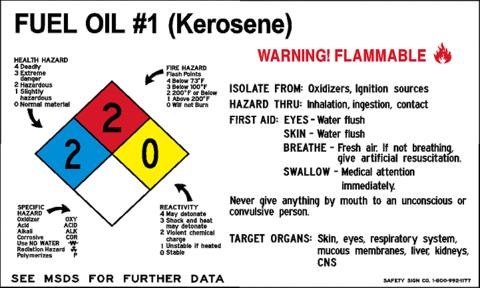 FUEL OIL #1 (Kerosene)
HEALTH HAZARD
4 Deadly
3 Extreme
danger
2 Hazardous
1 Slightly
hazardous
0 Normal material
FIRE HAZARD
Flash Points
4 Below 73°F
3 Below 100°F
2 200°F or Below
1 Above 200°F
0 Will not Burn
2
2
0
SPECIFIC
HAZARD
Oxidizer OXY
Acid ACID
Alkali ALK
Corrosive COR
Use NO WATER W
Radiation Hazard
Polymerizes P
REACTIVITY
4 May detonate
3 Shock and heat
may detonate
2 Violent chemical
charge
1 Unstable if heated
0 Stable
SEE MSDS FOR FURTHER DATA
WARNING! FLAMMABLE
ISOLATE FROM: Oxidizers, Ignition sources
HAZARD THRU: Inhalation, ingestion, contact
FIRST AID: EYES - Water flush
SKIN - Water flush
BREATHE - Fresh air. If not breathing,
give artificial resuscitation.
SWALLOW - Medical attention
immediately.
Never give anything by mouth to an unconscious or
convulsive person.
TARGET ORGANS: Skin, eyes, respiratory system,
mucous membranes, liver, kidneys,
CNS
SAFETY SIGN CO. 1-800-992-1177